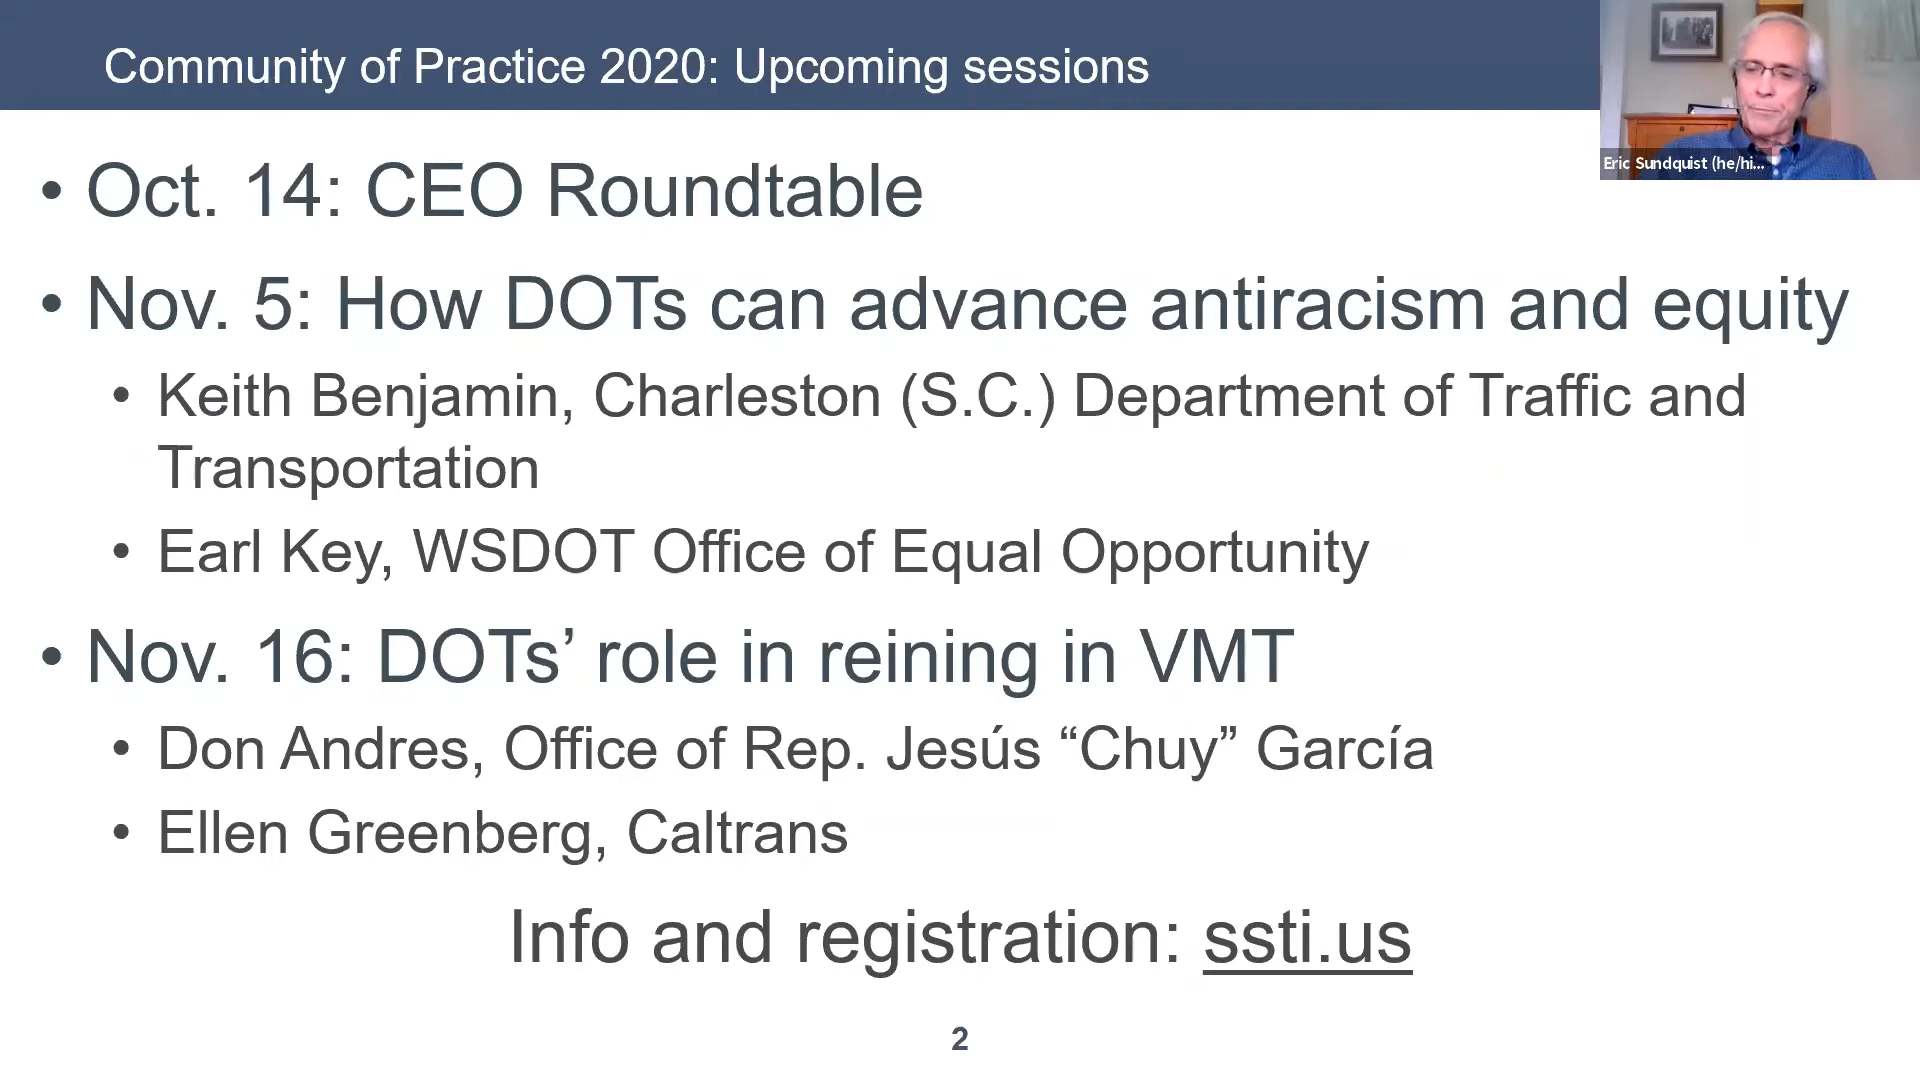 Community of Practice 2020: Upcoming sessions
Eric Sundquist (he/hi...
• Oct. 14: CEO Roundtable
• Nov. 5: How DOTs can advance antiracism and equity
• Keith Benjamin, Charleston (S.C.) Department of Traffic and
Transportation
• Earl Key, WSDOT Office of Equal Opportunity
• Nov. 16: DOTs’ role in reining in VMT
• Don Andres, Office of Rep. Jesús “Chuy” García
• Ellen Greenberg, Caltrans
Info and registration: ssti.us
2